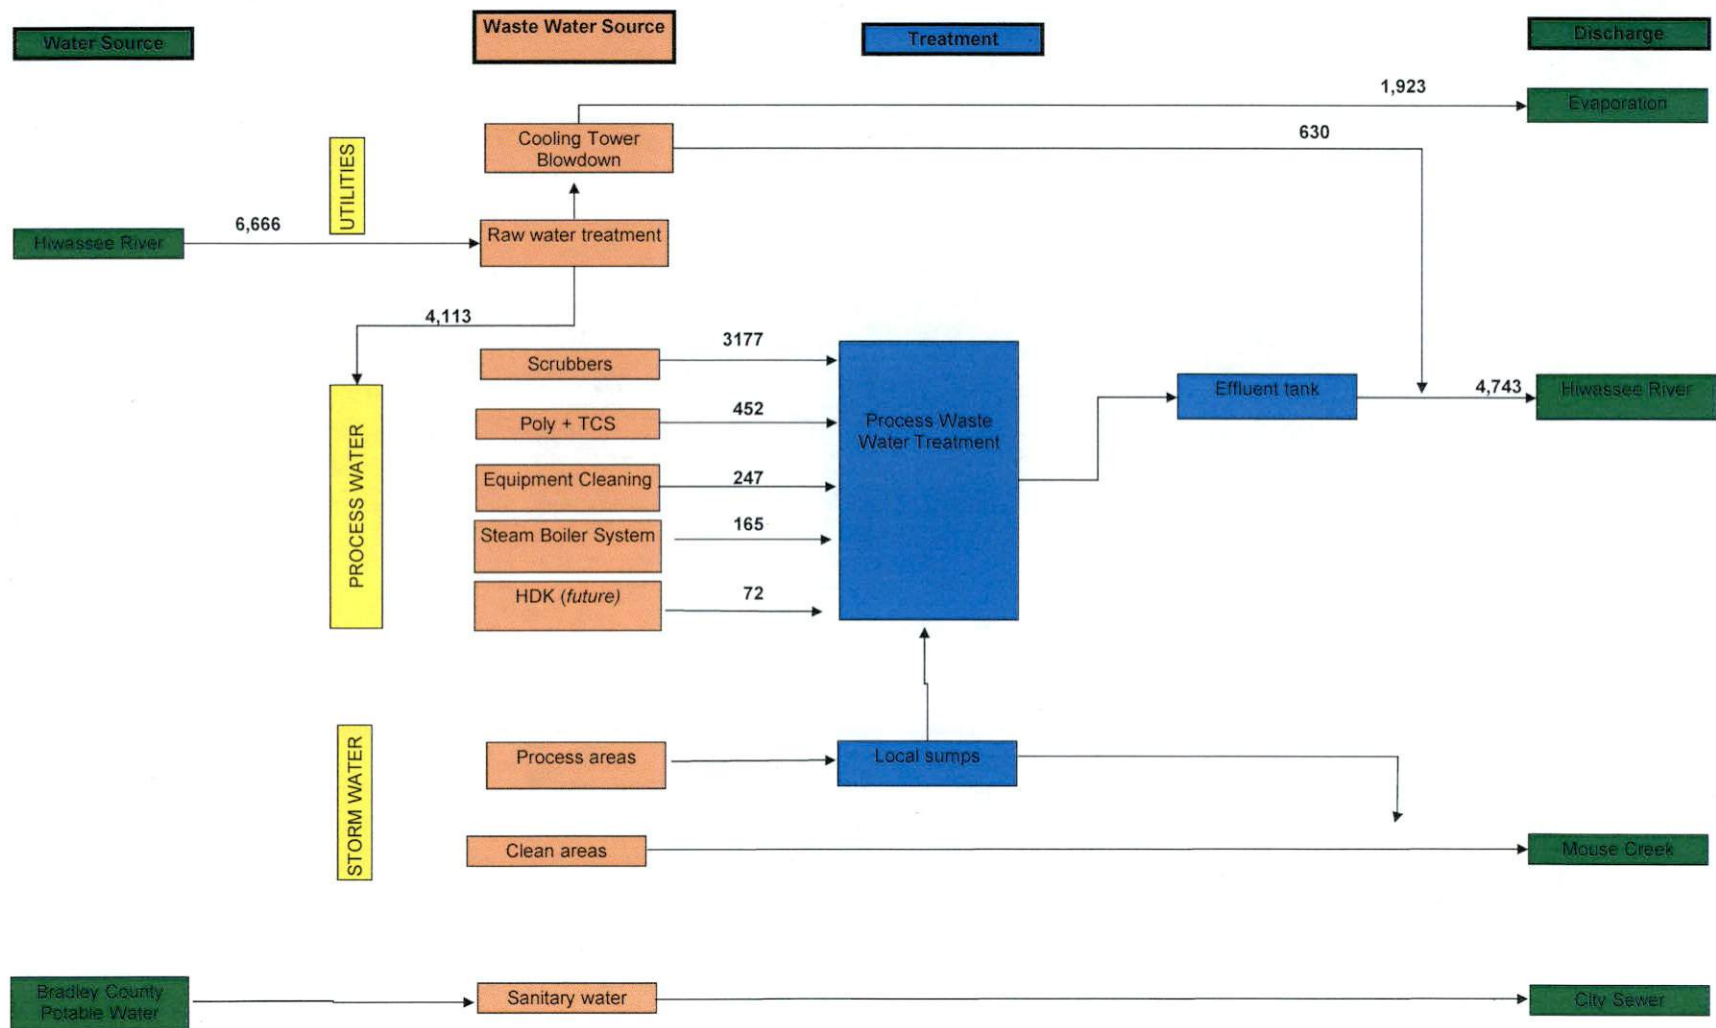 Water Source
Waste Water Source
Treatment
Discharge
1,923
Evaporation
Cooling Tower
Blowdown
630
UTILITIES
6,666
Hiwassee River
Raw water treatment
4,113
Scrubbers
3177
Poly + TCS
452
Process Waste
Water Treatment
Effluent tank
4,743
Hiwassee River
PROCESS WATER
Equipment Cleaning
247
Steam Boiler System
165
HDK (future)
72
Process areas
Local sumps
STORM WATER
Clean areas
Mouse Creek
Bradley County
Potable Water
Sanitary water
City Sewer